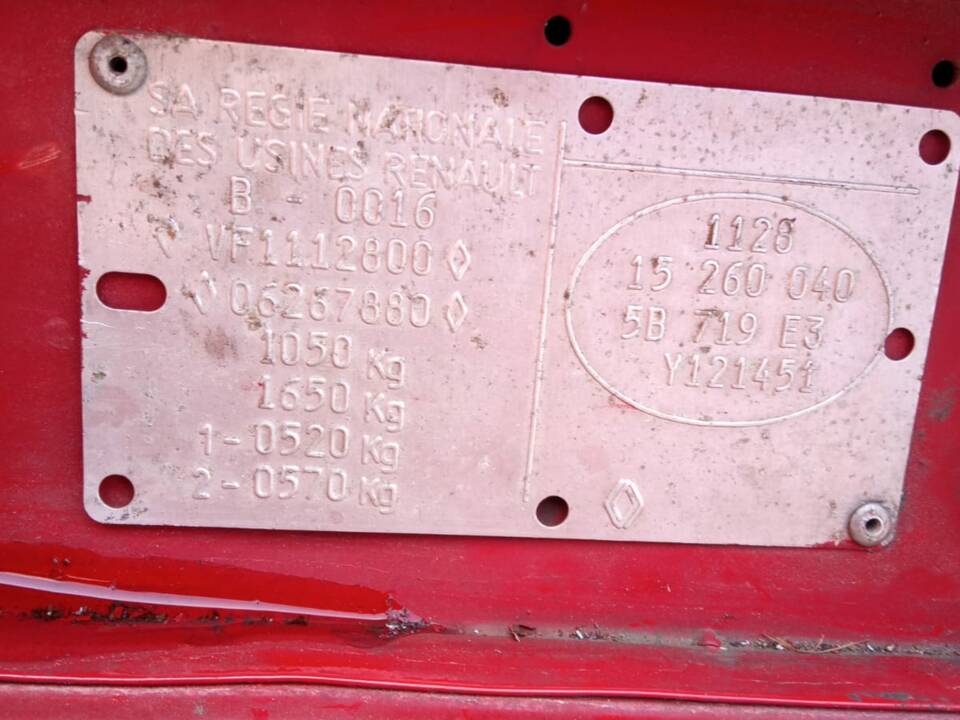 SA REGIE NATIONALE
DES USINES RENAULT
B - 0016
VF1112800
06267880
1050 Kg
1650 Kg
1-0520 Kg
2-0570 Kg
1128
15 260 040
5B 719 E3
Y121451